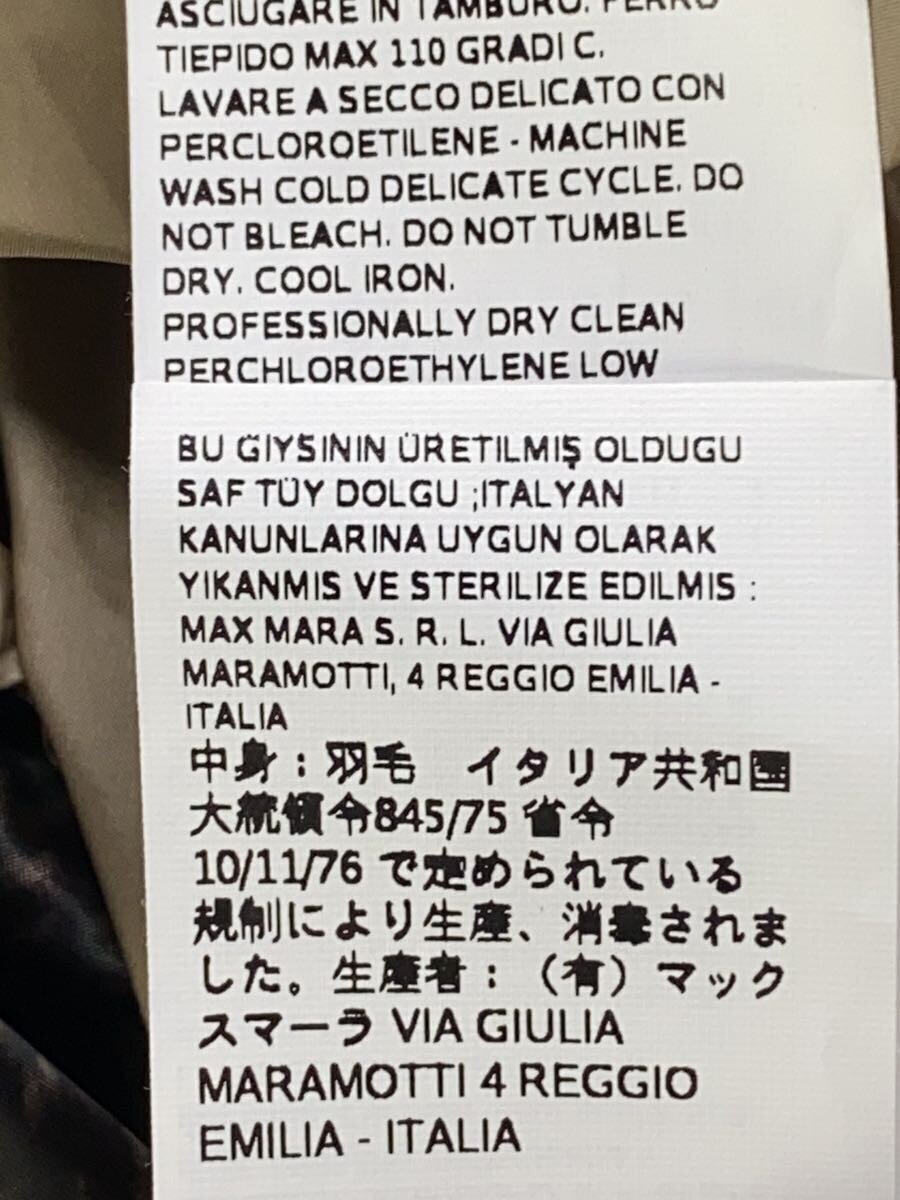 ASCIUGARE IN TAMBURO. FERRO
TIEPIDO MAX 110 GRADI C.
LAVARE A SECCO DELICATO CON
PERCLOROETILENE - MACHINE
WASH COLD DELICATE CYCLE. DO
NOT BLEACH. DO NOT TUMBLE
DRY. COOL IRON.
PROFESSIONALLY DRY CLEAN
PERCHLOROETHYLENE LOW
BU GIYSININ ÜRETILMIŞ OLDUGU
SAF TÜY DOLGU ;ITALYAN
KANUNLARINA UYGUN OLARAK
YIKANMIS VE STERILIZE EDILMIS :
MAX MARA S. R. L. VIA GIULIA
MARAMOTTI, 4 REGGIO EMILIA -
ITALIA
中身：羽毛　イタリア共和国
大統領令845/75 省令
10/11/76 で定められている
規制により生産、消毒されま
した。生産者：（有）マック
スマーラ VIA GIULIA
MARAMOTTI 4 REGGIO
EMILIA - ITALIA